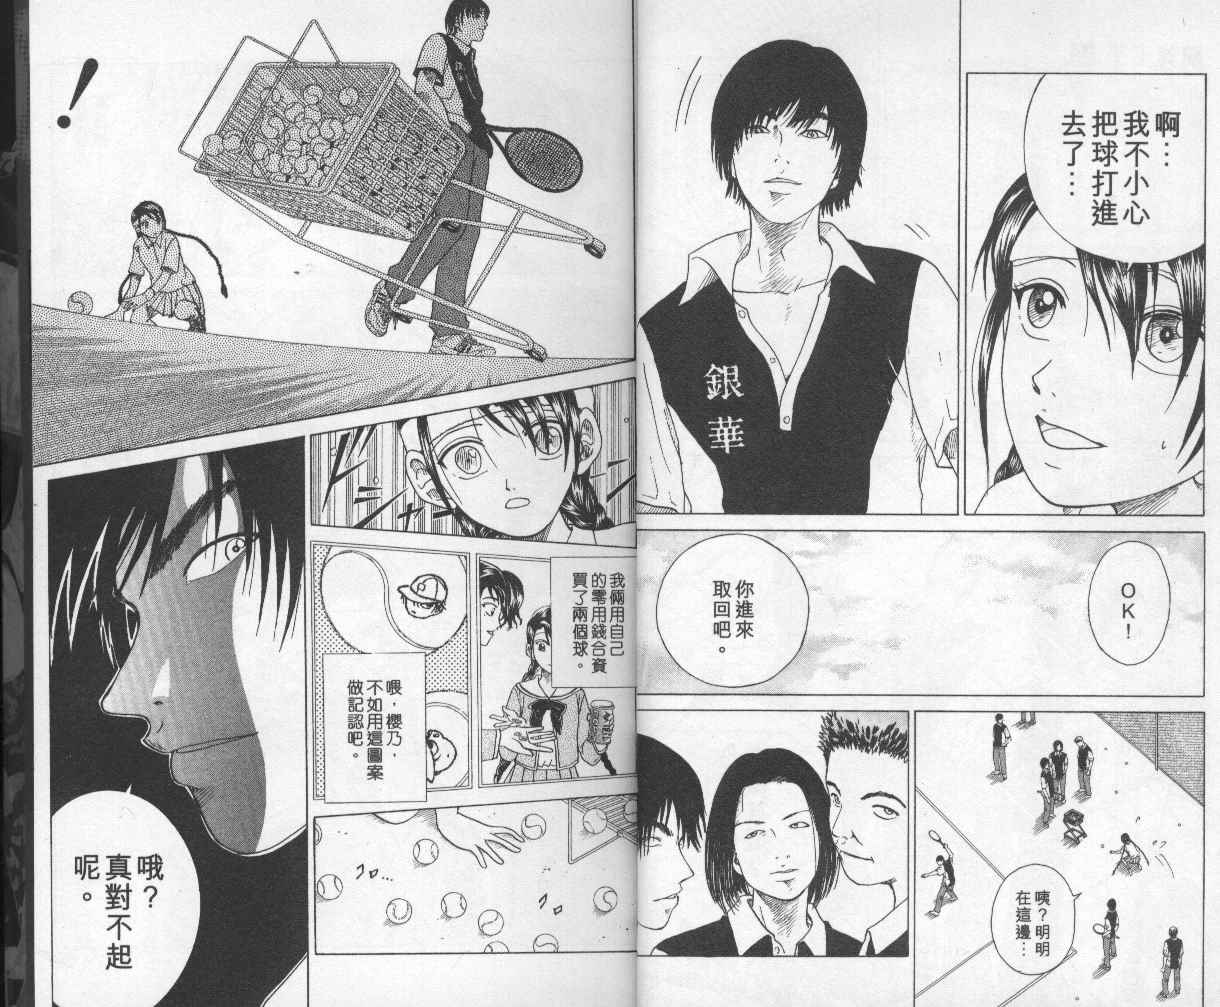 啊…
我不小心
把球打進
去了…
銀
華
OK!
你進來
取回吧。
咦?明明
在這邊…
!
我倆用自己
的零用錢合資
買了兩個球。
喂,櫻乃,
不如用這圖案
做記認吧。
哦?
真對不起
呢。